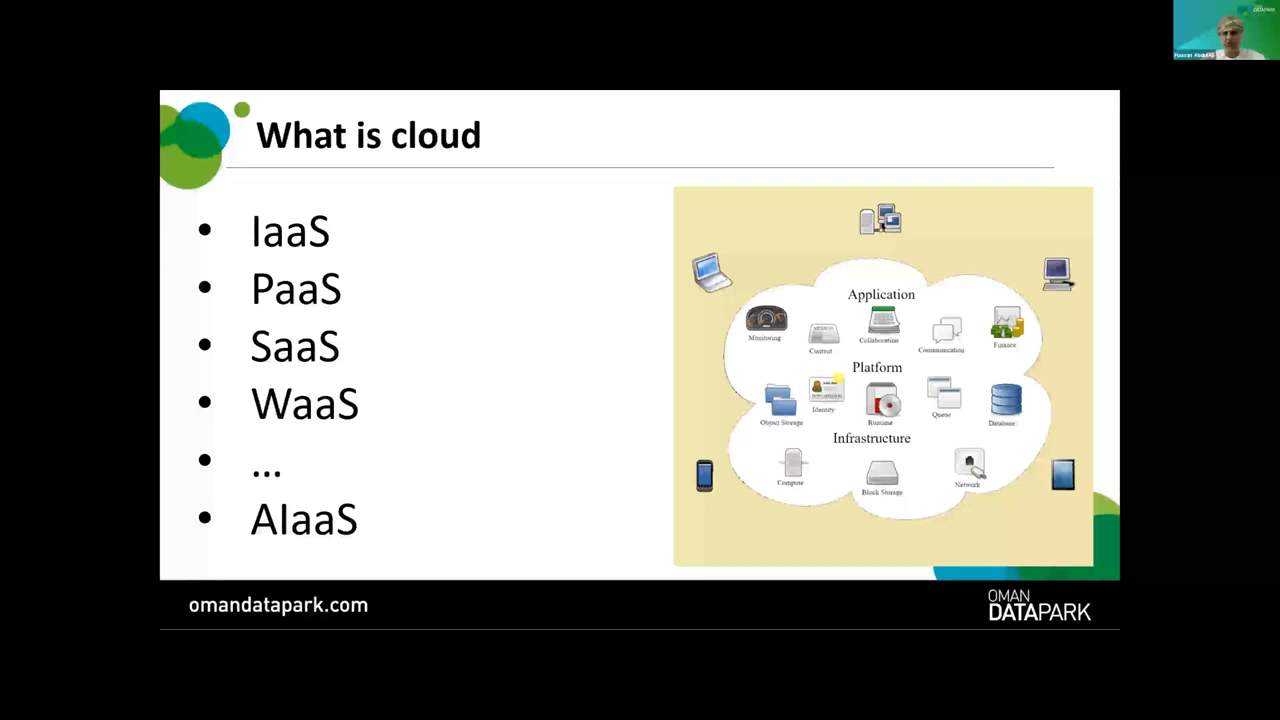 What is cloud
• IaaS
• PaaS
• SaaS
• WaaS
• ...
• AIaaS
Application
Monitoring
Content
Collaboration
Communication
Finance
Platform
Object Storage
Identity
Runtime
Queue
Database
Infrastructure
Compute
Block Storage
Network
omandatapark.com
OMAN
DATAPARK